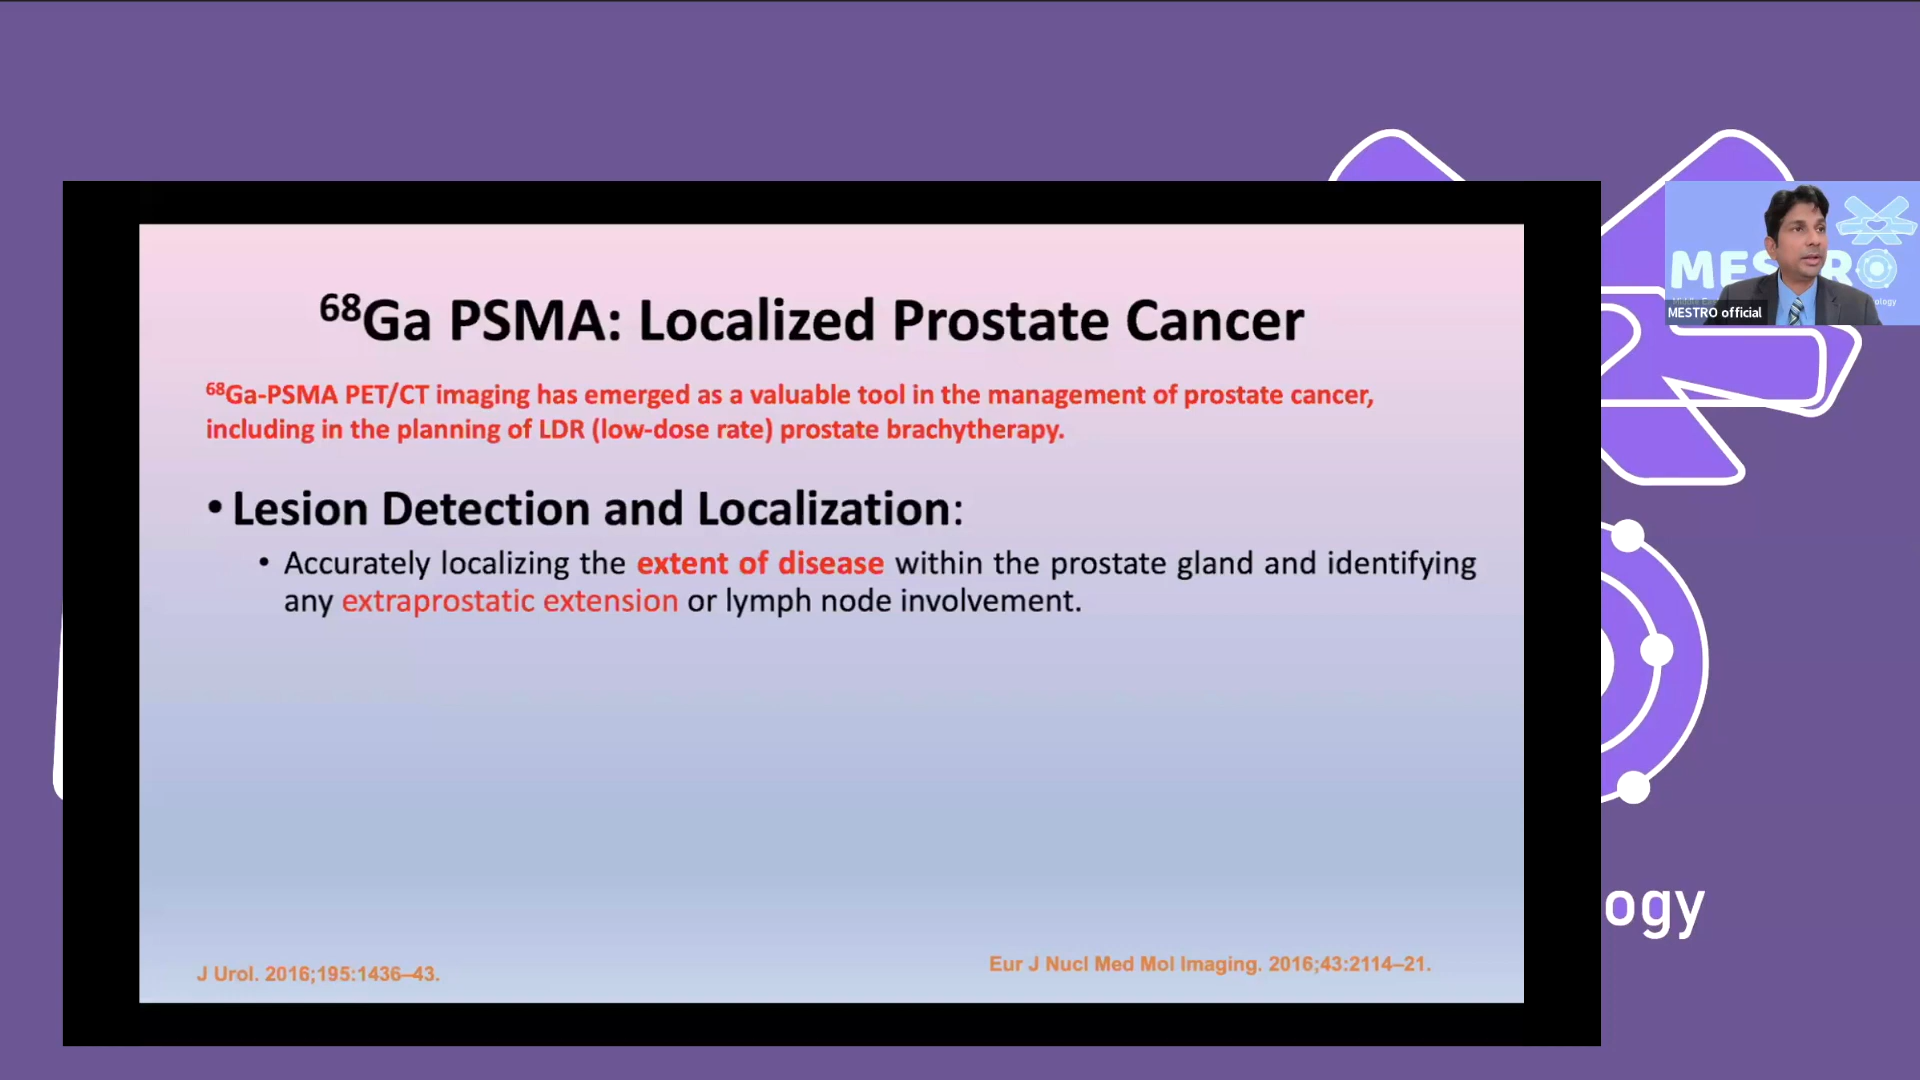 ⁶⁸Ga PSMA: Localized Prostate Cancer
⁶⁸Ga-PSMA PET/CT imaging has emerged as a valuable tool in the management of prostate cancer,
including in the planning of LDR (low-dose rate) prostate brachytherapy.
• Lesion Detection and Localization:
• Accurately localizing the extent of disease within the prostate gland and identifying
any extraprostatic extension or lymph node involvement.
J Urol. 2016;195:1436–43.
Eur J Nucl Med Mol Imaging. 2016;43:2114–21.
MESTRO official
ogy